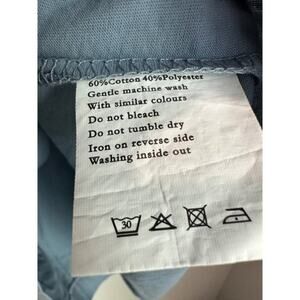 60%Cotton 40%Polyester
Gentle machine wash
With similar colours
Do not bleach
Do not tumble dry
Iron on reverse side
Washing inside out
30